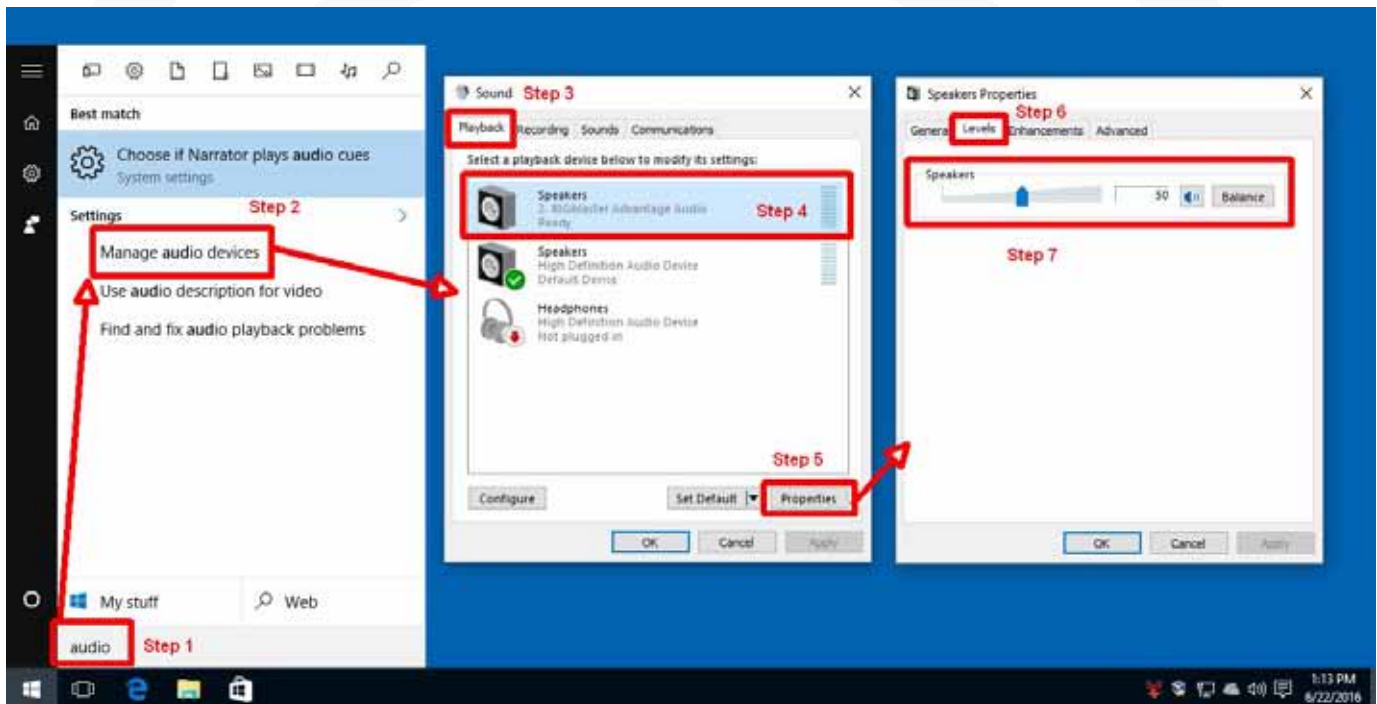 Best match
Choose if Narrator plays audio cues
System settings
Step 2
Settings
Manage audio devices
Use audio description for video
Find and fix audio playback problems
My stuff
Web
audio
Step 1
Sound
Step 3
Playback Recording Sounds Communications
Select a playback device below to modify its settings:
Speakers
2- RIGblaster Advantage Audio
Ready
Step 4
Speakers
High Definition Audio Device
Default Device
Headphones
High Definition Audio Device
Not plugged in
Step 5
Configure Set Default Properties
OK Cancel Apply
Speakers Properties
Step 6
General Levels Enhancements Advanced
Speakers
50 Balance
Step 7
OK Cancel Apply
1:13 PM
6/22/2016